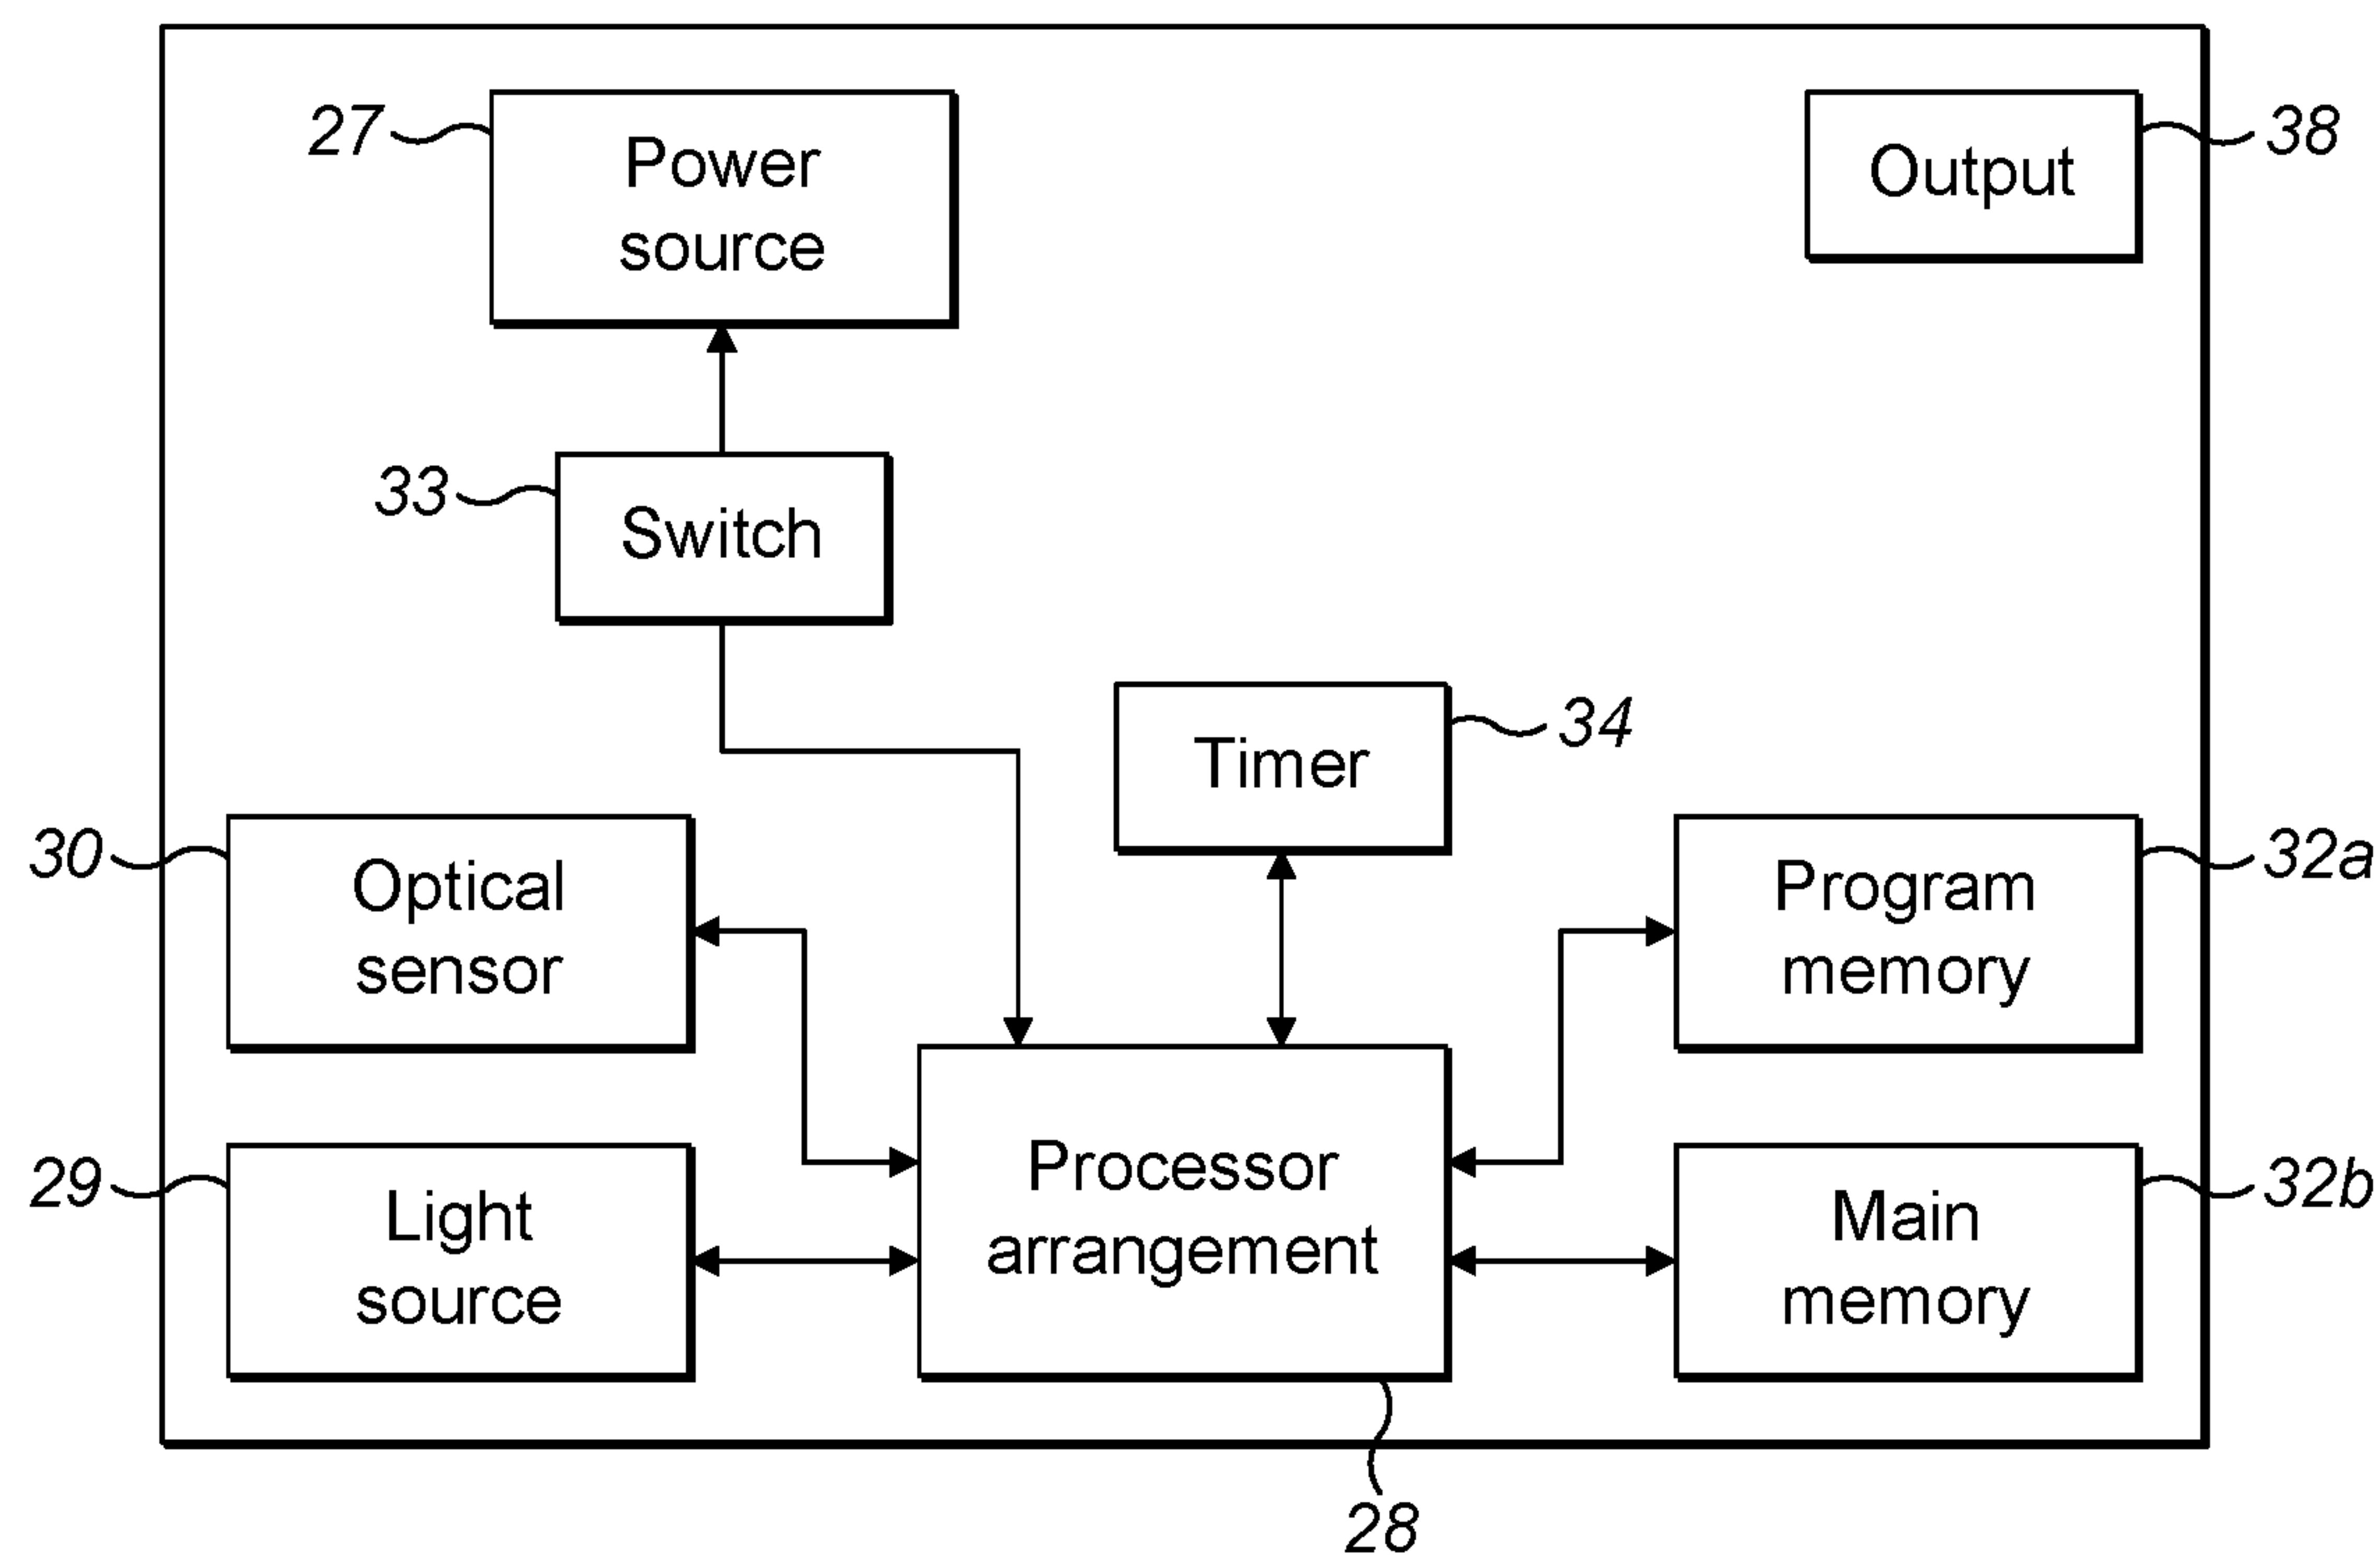 27
Power
source
Output
38
33
Switch
Timer
34
30
Optical
sensor
Program
memory
32a
29
Light
source
Processor
arrangement
Main
memory
32b
28